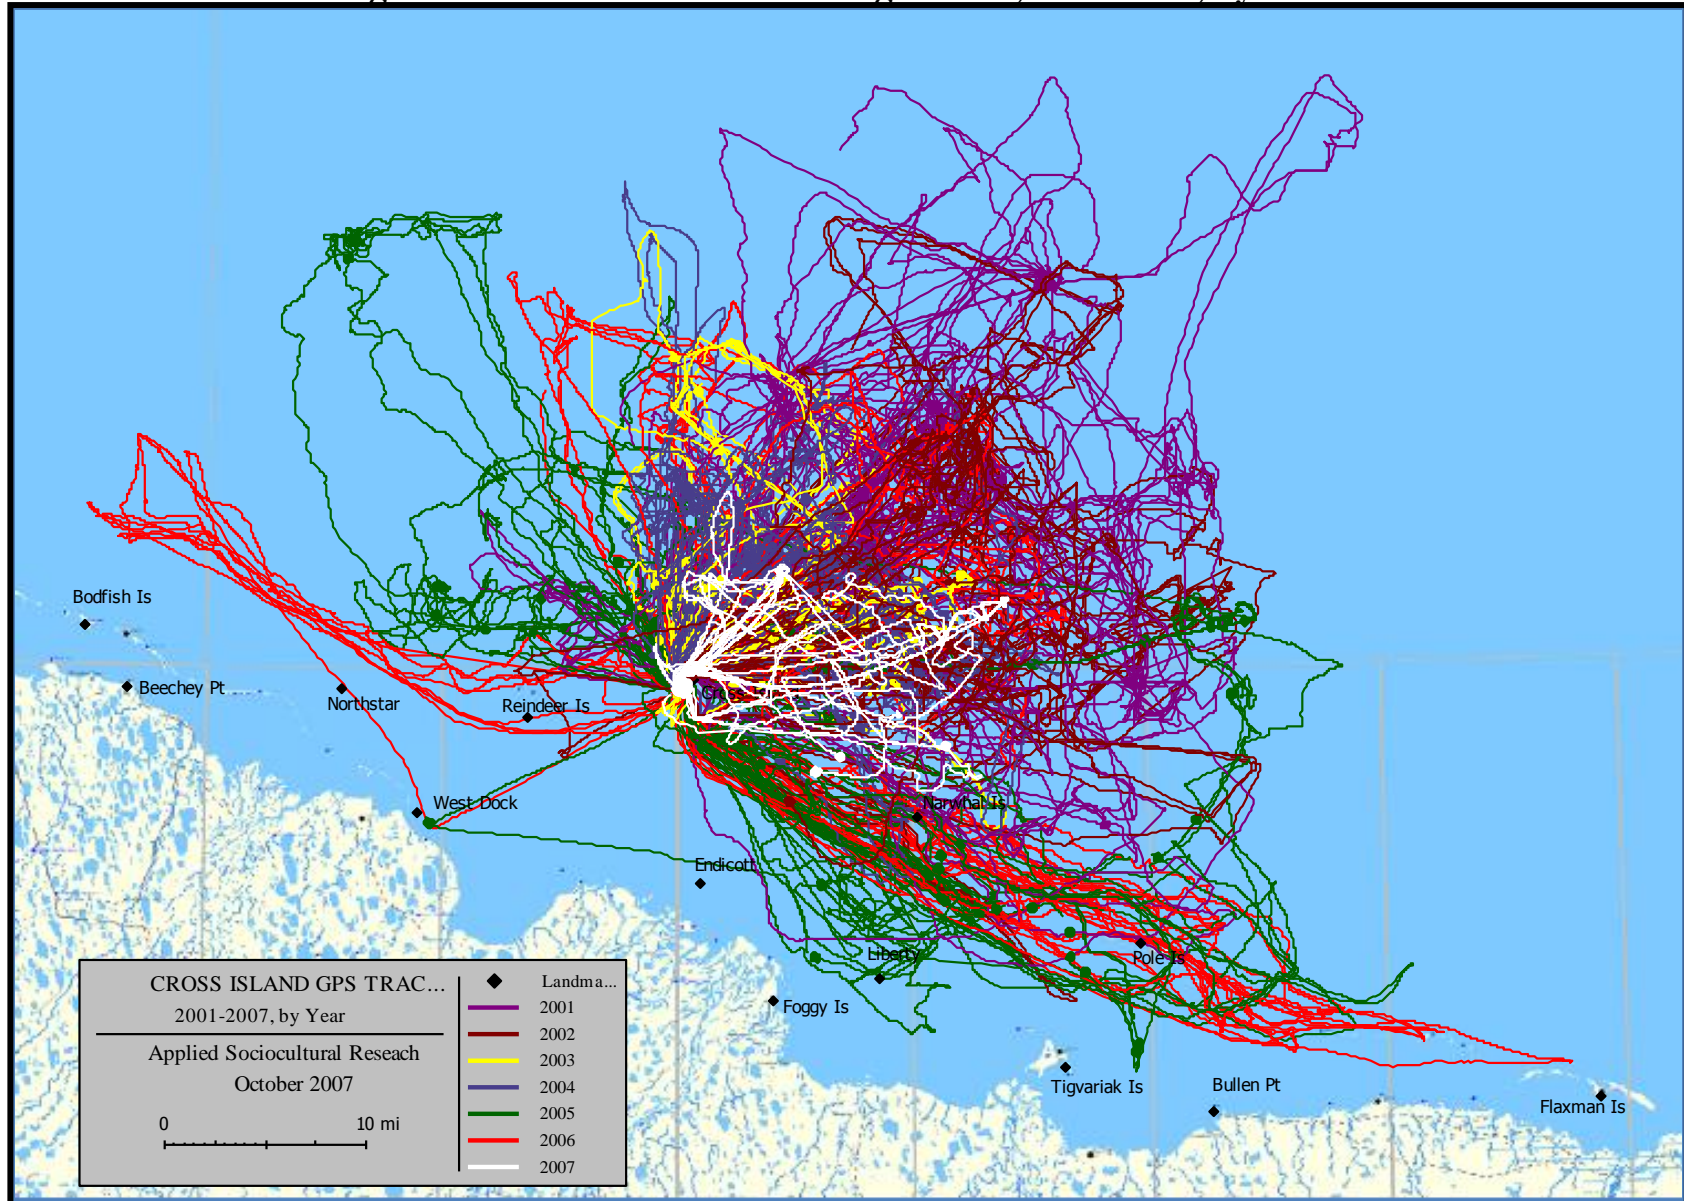 Bodfish Is
Beechey Pt
Northstar
Reindeer Is
Cross
West Dock
Narwhal Is
Endicott
Liberty
Pole Is
Foggy Is
Tigvariak Is
Bullen Pt
Flaxman Is
CROSS ISLAND GPS TRAC...
2001-2007, by Year
Applied Sociocultural Reseach
October 2007
0 10 mi
Landma...
2001
2002
2003
2004
2005
2006
2007